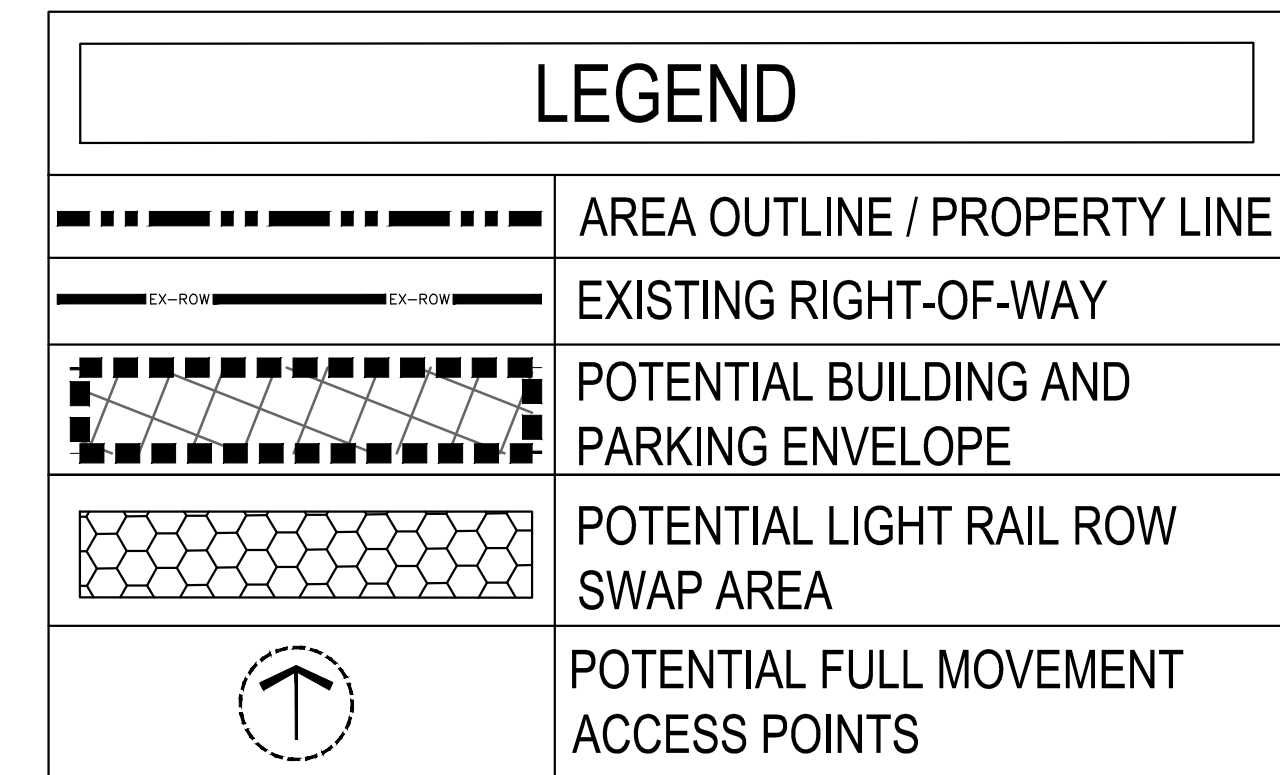 LEGEND
AREA OUTLINE / PROPERTY LINE
EX-ROW EX-ROW
EXISTING RIGHT-OF-WAY
POTENTIAL BUILDING AND
PARKING ENVELOPE
POTENTIAL LIGHT RAIL ROW
SWAP AREA
POTENTIAL FULL MOVEMENT
ACCESS POINTS